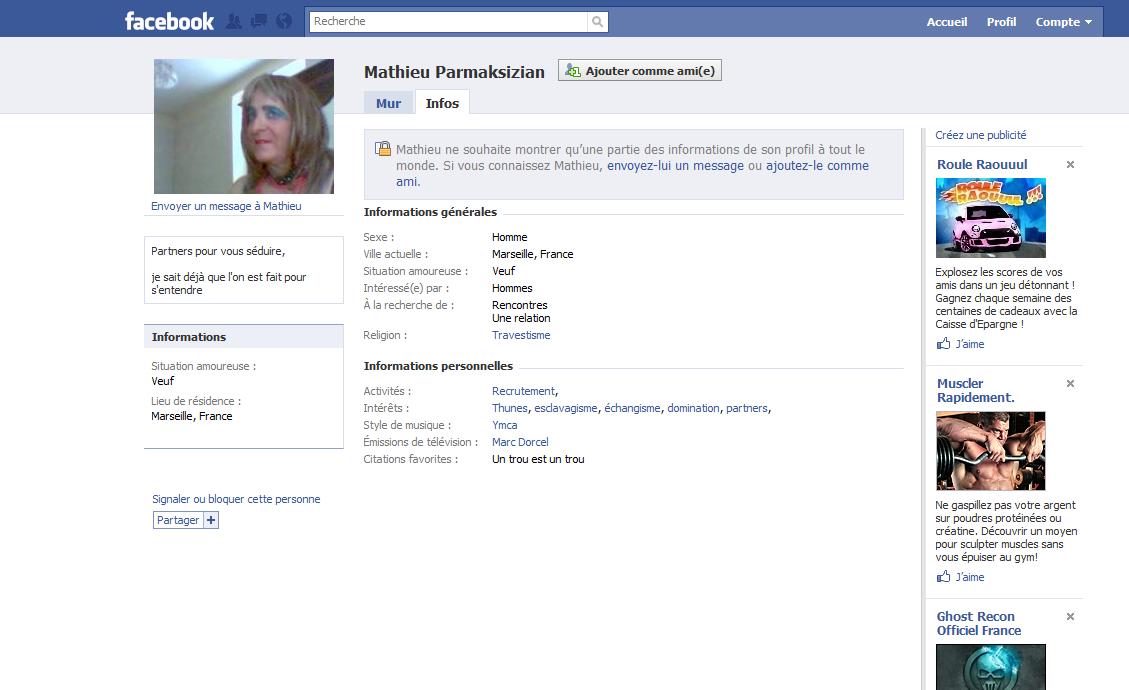 facebook
Recherche
Accueil Profil Compte
Mathieu Parmaksizian
Ajouter comme ami(e)
Mur Infos
Envoyer un message à Mathieu
Partners pour vous séduire,
je sait déjà que l'on est fait pour
s'entendre
Informations
Situation amoureuse :
Veuf
Lieu de résidence :
Marseille, France
Signaler ou bloquer cette personne
Partager +
Mathieu ne souhaite montrer qu'une partie des informations de son profil à tout le
monde. Si vous connaissez Mathieu, envoyez-lui un message ou ajoutez-le comme
ami.
Informations générales
Sexe : Homme
Ville actuelle : Marseille, France
Situation amoureuse : Veuf
Intéressé(e) par : Hommes
À la recherche de : Rencontres
Une relation
Religion : Travestisme
Informations personnelles
Activités : Recrutement,
Intérêts : Thunes, esclavagisme, échangisme, domination, partners,
Style de musique : Ymca
Émissions de télévision : Marc Dorcel
Citations favorites : Un trou est un trou
Créez une publicité
Roule Raouuul
ROULE
RAOUUUL !!!
Explosez les scores de vos
amis dans un jeu détonnant !
Gagnez chaque semaine des
centaines de cadeaux avec la
Caisse d'Epargne !
J'aime
Muscler
Rapidement.
Ne gaspillez pas votre argent
sur poudres protéinées ou
créatine. Découvrir un moyen
pour sculpter muscles sans
vous épuiser au gym!
J'aime
Ghost Recon
Officiel France